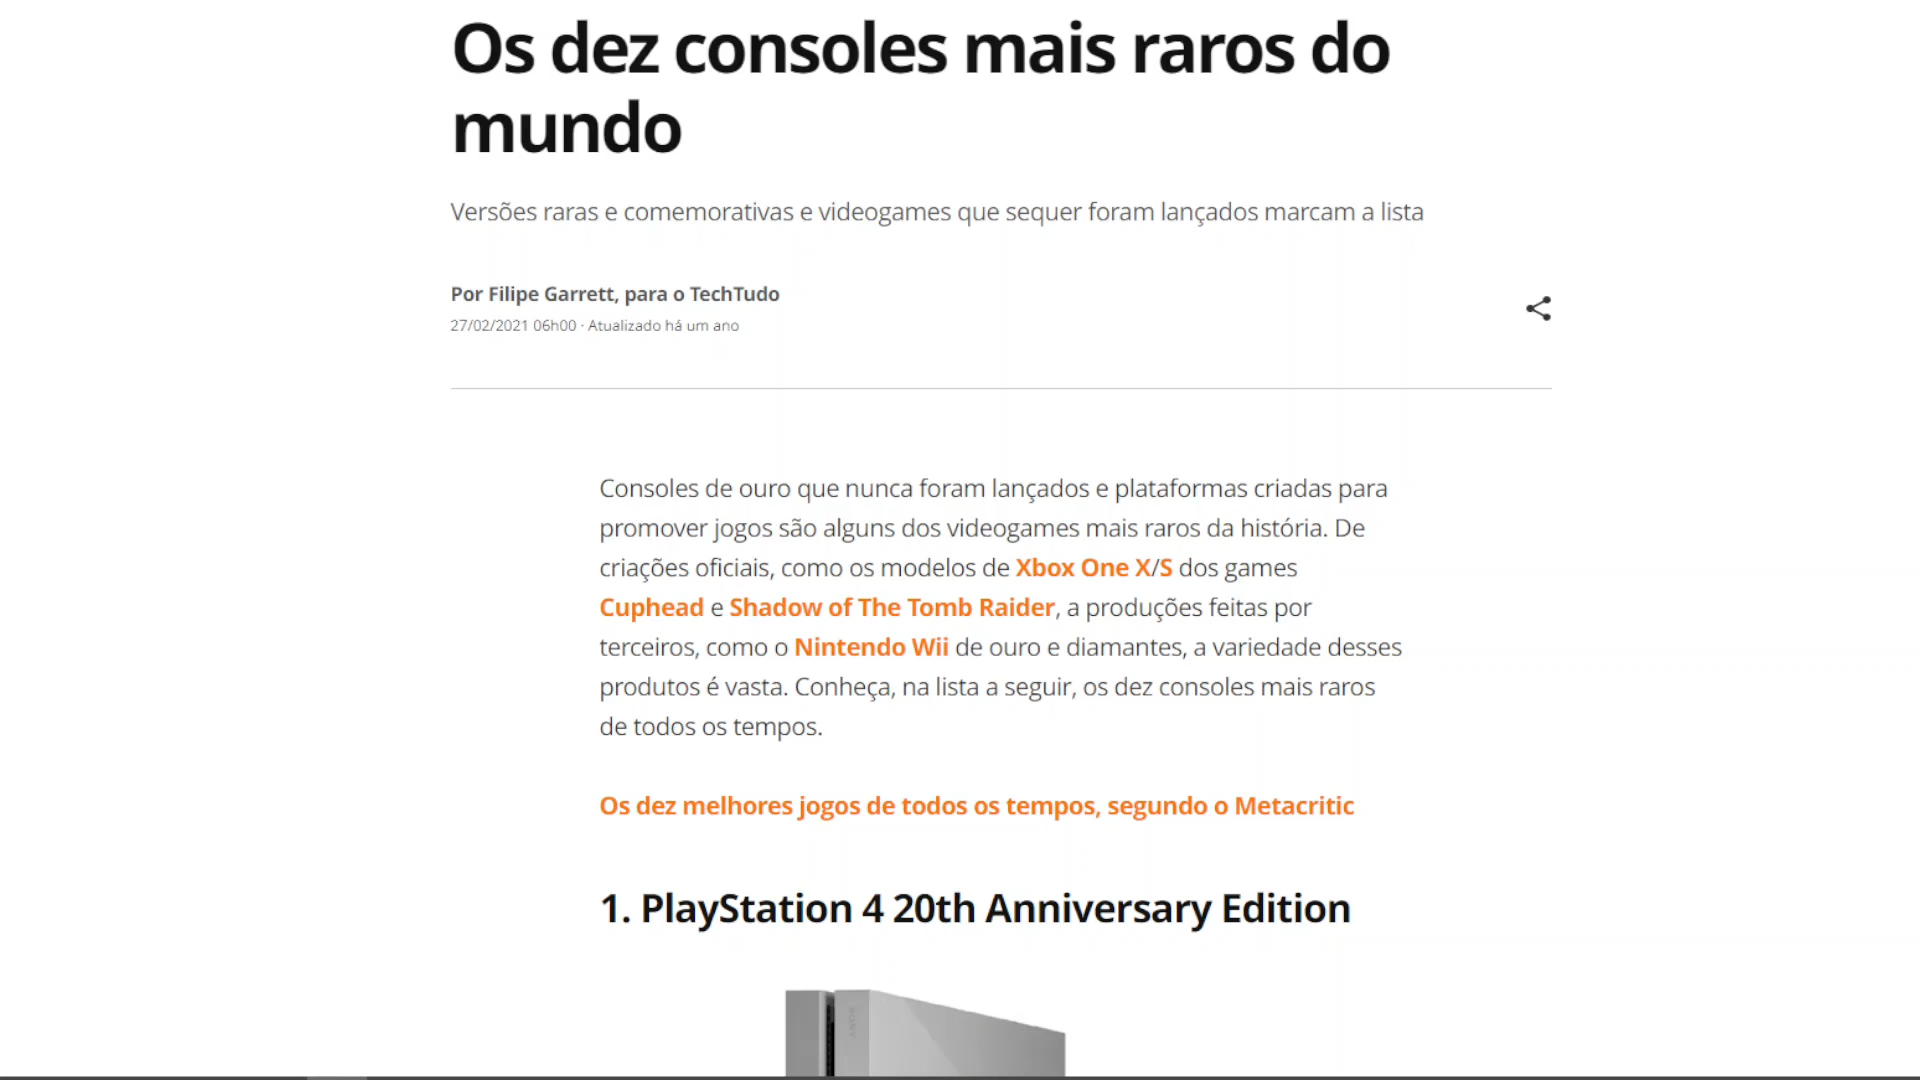 Os dez consoles mais raros do
mundo
Versões raras e comemorativas e videogames que sequer foram lançados marcam a lista
Por Filipe Garrett, para o TechTudo
27/02/2021 06h00 · Atualizado há um ano
Consoles de ouro que nunca foram lançados e plataformas criadas para
promover jogos são alguns dos videogames mais raros da história. De
criações oficiais, como os modelos de Xbox One X/S dos games
Cuphead e Shadow of The Tomb Raider, a produções feitas por
terceiros, como o Nintendo Wii de ouro e diamantes, a variedade desses
produtos é vasta. Conheça, na lista a seguir, os dez consoles mais raros
de todos os tempos.
Os dez melhores jogos de todos os tempos, segundo o Metacritic
1. PlayStation 4 20th Anniversary Edition
SONY